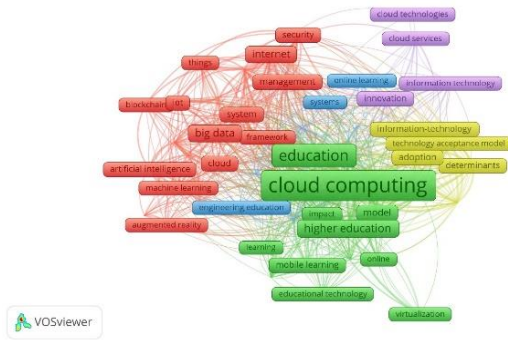 cloud technologies
security
cloud services
internet
things
management
online learning
information technology
blockchain
iot
systems
innovation
system
big data
framework
information-technology
technology acceptance model
education
adoption
cloud
determinants
artificial intelligence
cloud computing
machine learning
engineering education
impact
model
augmented reality
higher education
learning
online
mobile learning
educational technology
virtualization
VOSviewer